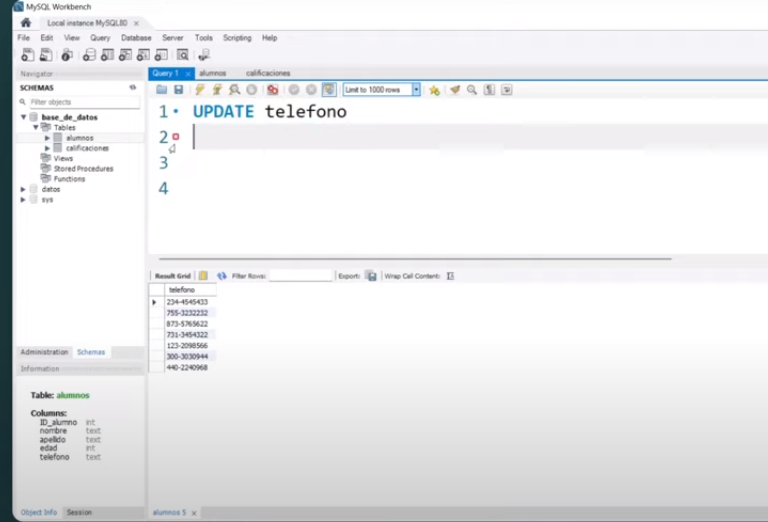 MySQL Workbench
Local instance MySQL80 ×
File Edit View Query Database Server Tools Scripting Help
Navigator
SCHEMAS
Filter objects
base_de_datos
Tables
alumnos
calificaciones
Views
Stored Procedures
Functions
datos
sys
Administration Schemas
Information
Table: alumnos
Columns:
ID_alumno int
nombre text
apellido text
edad int
telefono text
Object Info Session
Query 1 × alumnos calificaciones
Limit to 1000 rows
1 UPDATE telefono
2
3
4
Result Grid Filter Rows: Export: Wrap Cell Content:
telefono
234-4545433
755-3232232
873-5765622
731-3454322
123-2098566
300-3030944
440-2240968
alumnos 5 ×